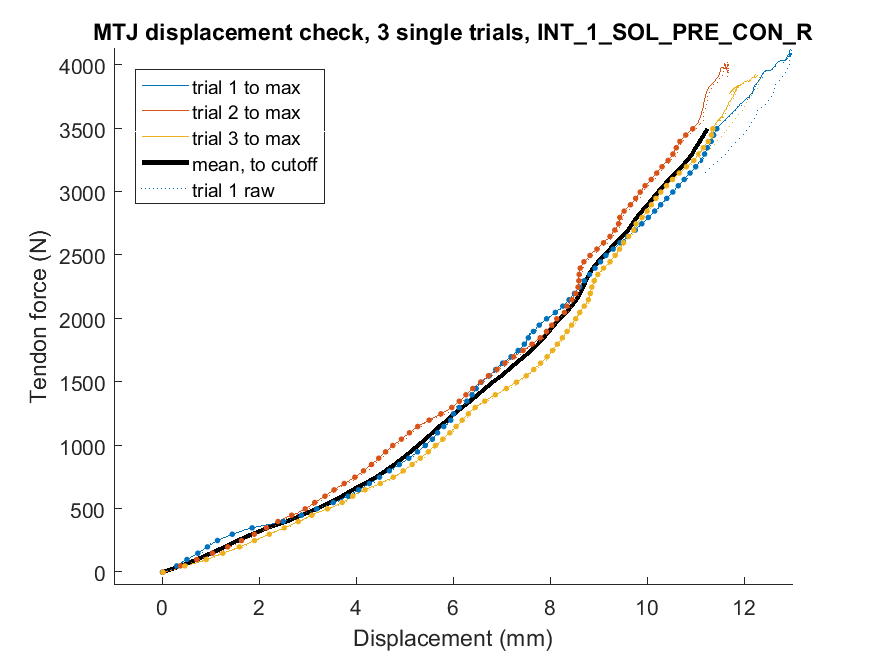 MTJ displacement check, 3 single trials, INT_1_SOL_PRE_CON_R
4000
3500
3000
2500
2000
1500
1000
500
0
Tendon force (N)
trial 1 to max
trial 2 to max
trial 3 to max
mean, to cutoff
trial 1 raw
0 2 4 6 8 10 12
Displacement (mm)